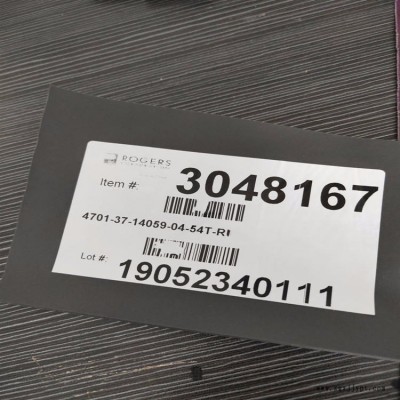 ROGERS
Item #:
3048167
4701-37-14059-04-54T-RI
Lot #:
19052340111